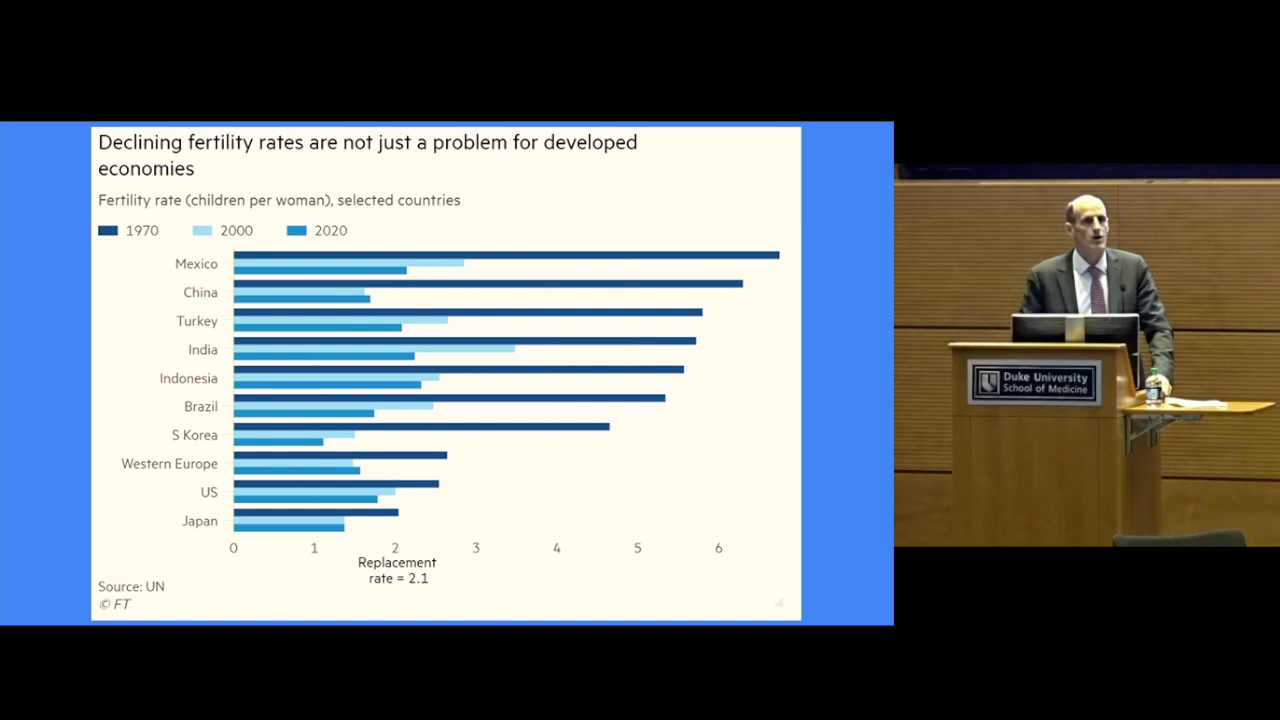 Declining fertility rates are not just a problem for developed
economies
Fertility rate (children per woman), selected countries
1970 2000 2020
Mexico
China
Turkey
India
Indonesia
Brazil
S Korea
Western Europe
US
Japan
0 1 2 3 4 5 6
Replacement
rate = 2.1
Source: UN
© FT
Duke University
School of Medicine